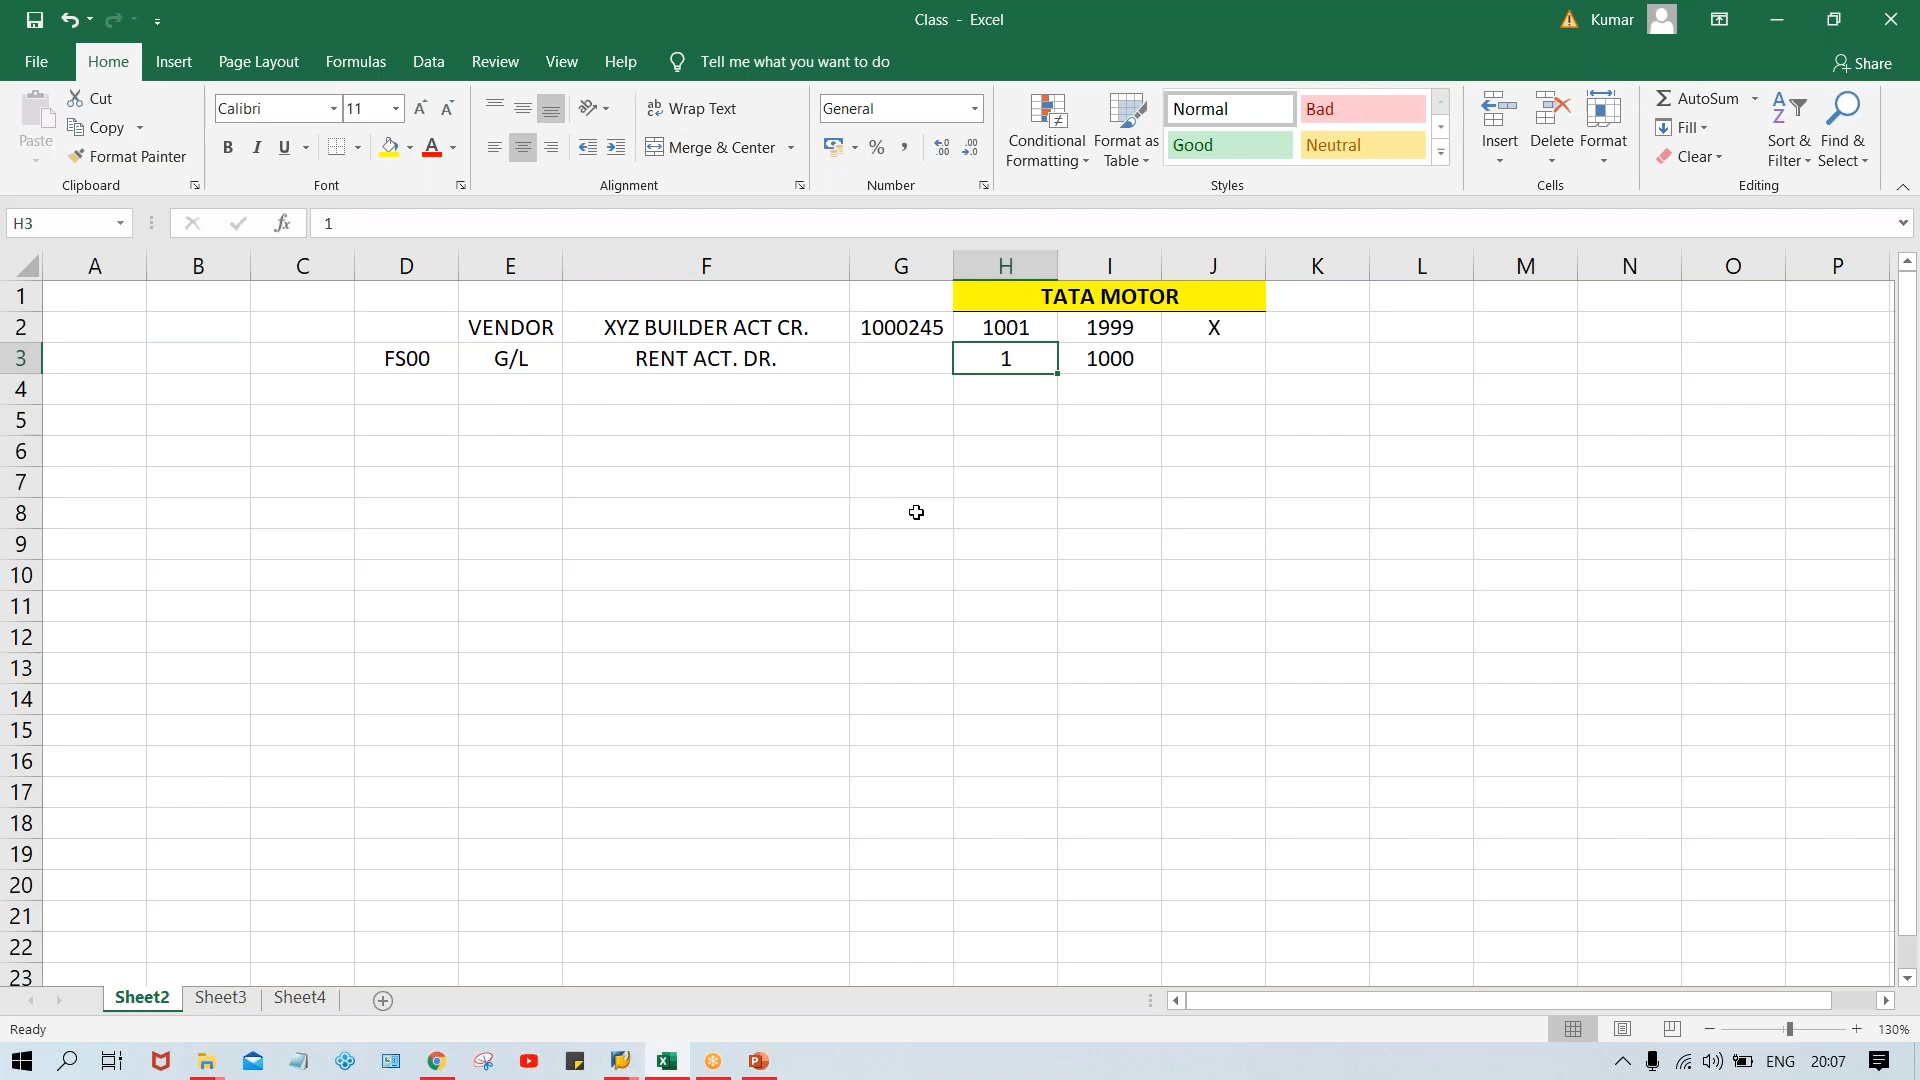 Class - Excel
Kumar
File Home Insert Page Layout Formulas Data Review View Help Tell me what you want to do Share
Paste
Cut
Copy
Format Painter
Clipboard
Calibri 11
B I U
Font
Wrap Text
Merge & Center
Alignment
General
Number
Conditional Formatting
Format as Table
Normal Bad
Good Neutral
Styles
Insert Delete Format
Cells
AutoSum
Fill
Clear
Sort & Filter
Find & Select
Editing
H3 fx 1
A B C D E F G H I J K L M N O P
1 TATA MOTOR
2 VENDOR XYZ BUILDER ACT CR. 1000245 1001 1999 X
3 FS00 G/L RENT ACT. DR. 1 1000
4
5
6
7
8
9
10
11
12
13
14
15
16
17
18
19
20
21
22
23
Sheet2 Sheet3 Sheet4
Ready 130%
ENG 20:07